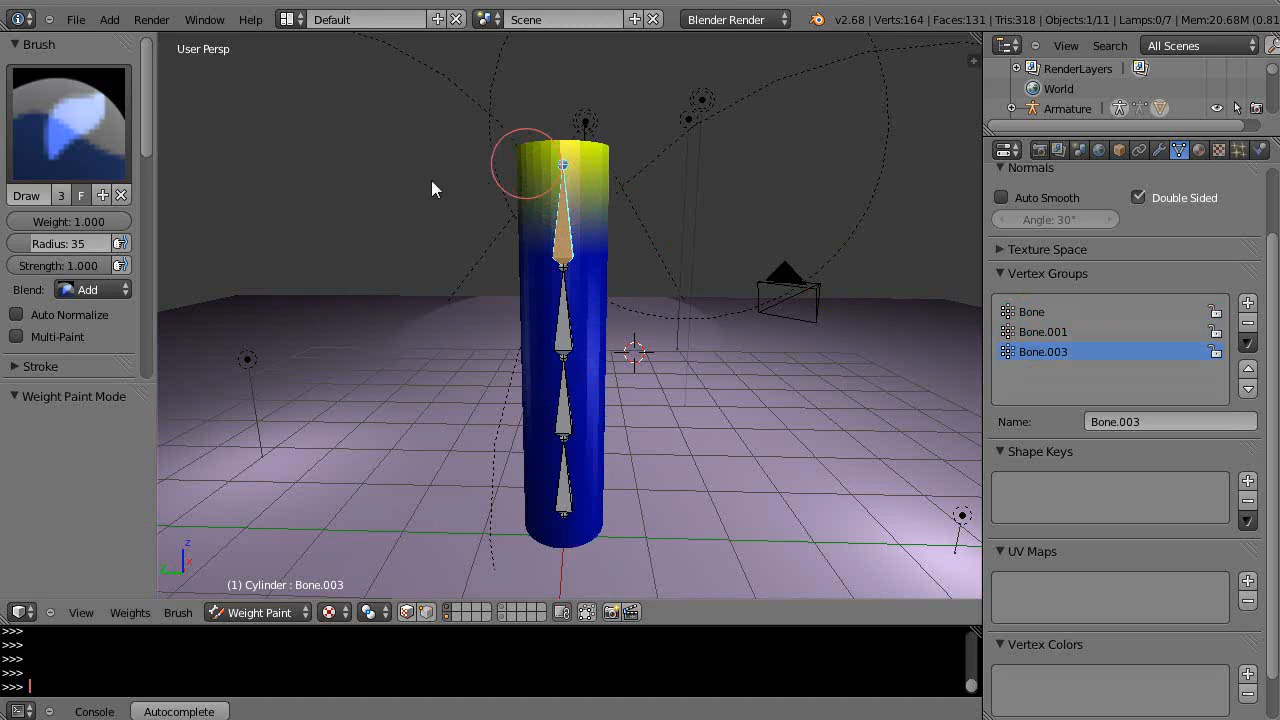 File Add Render Window Help Default Scene Blender Render v2.68 | Verts:164 | Faces:131 | Tris:318 | Objects:1/11 | Lamps:0/7 | Mem:20.68M (0.81
Brush
User Persp
View Search All Scenes
RenderLayers
World
Armature
Normals
Auto Smooth Double Sided
Angle: 30°
Draw 3 F
Weight: 1.000
Radius: 35
Strength: 1.000
Blend: Add
Auto Normalize
Multi-Paint
Stroke
Weight Paint Mode
Texture Space
Vertex Groups
Bone
Bone.001
Bone.003
Name: Bone.003
Shape Keys
UV Maps
Vertex Colors
z
x
y
(1) Cylinder : Bone.003
View Weights Brush Weight Paint
>>>
>>>
>>>
>>>
>>>
Console Autocomplete